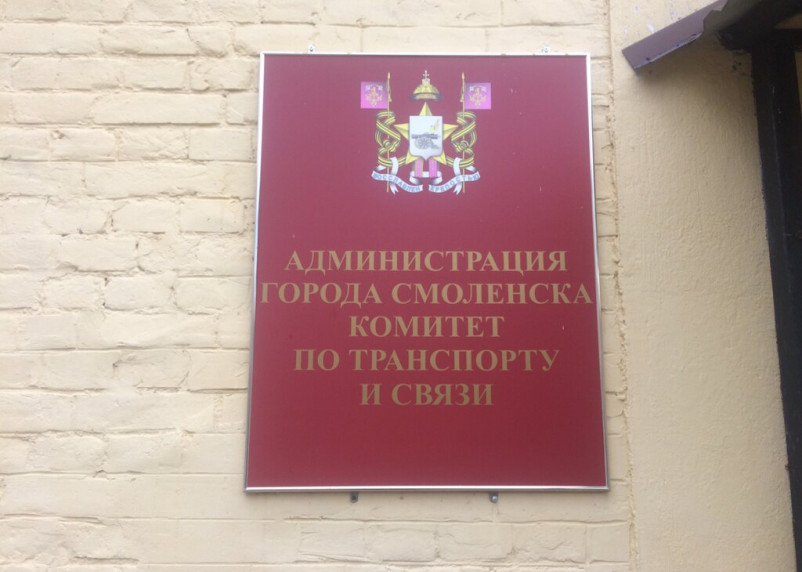 АДМИНИСТРАЦИЯ
ГОРОДА СМОЛЕНСКА
КОМИТЕТ
ПО ТРАНСПОРТУ
И СВЯЗИ